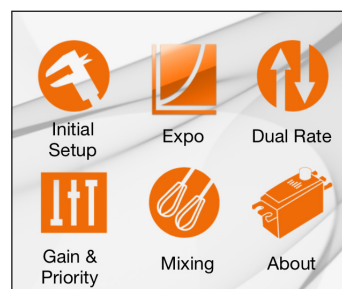 Initial
Setup
Expo
Dual Rate
Gain &
Priority
Mixing
About